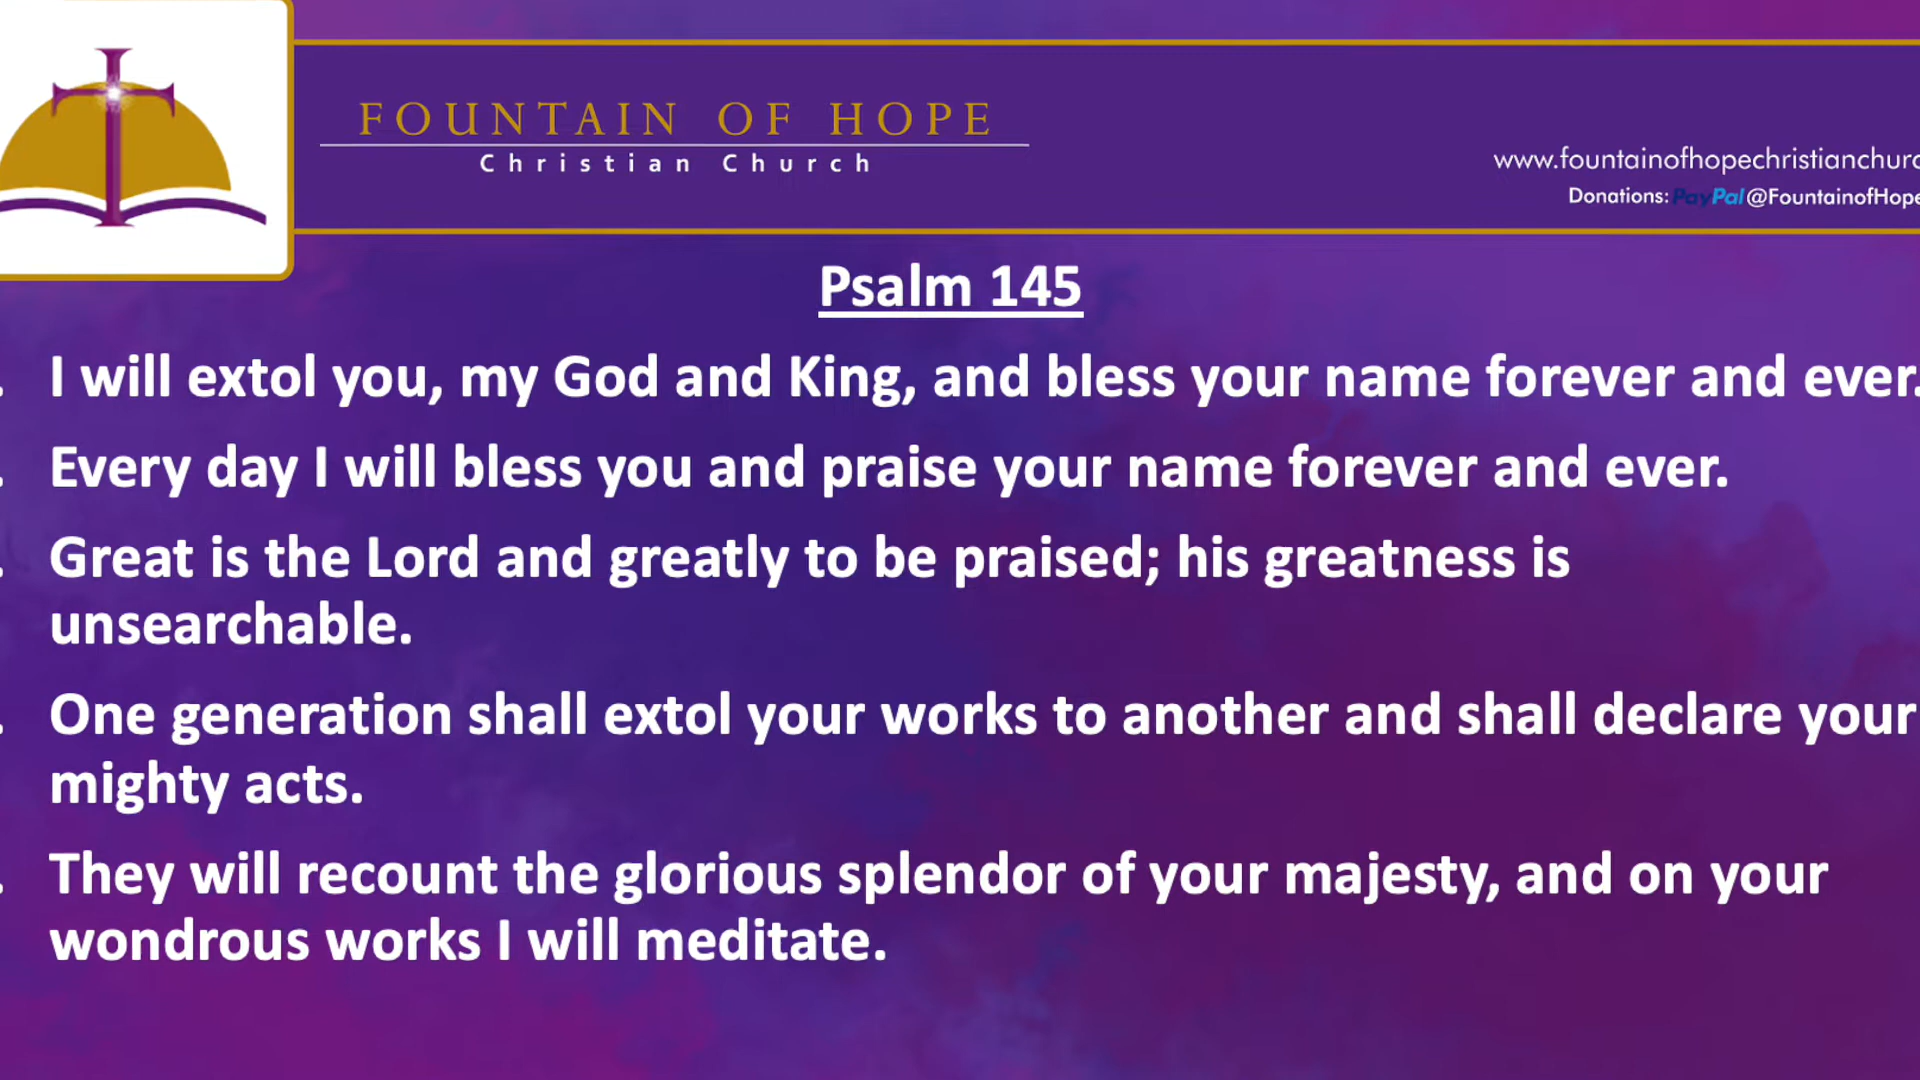 FOUNTAIN OF HOPE
Christian Church
www.fountainofhopechristianchurc
Donations: PayPal@FountainofHope
Psalm 145
. I will extol you, my God and King, and bless your name forever and ever.
. Every day I will bless you and praise your name forever and ever.
. Great is the Lord and greatly to be praised; his greatness is
unsearchable.
. One generation shall extol your works to another and shall declare your
mighty acts.
. They will recount the glorious splendor of your majesty, and on your
wondrous works I will meditate.